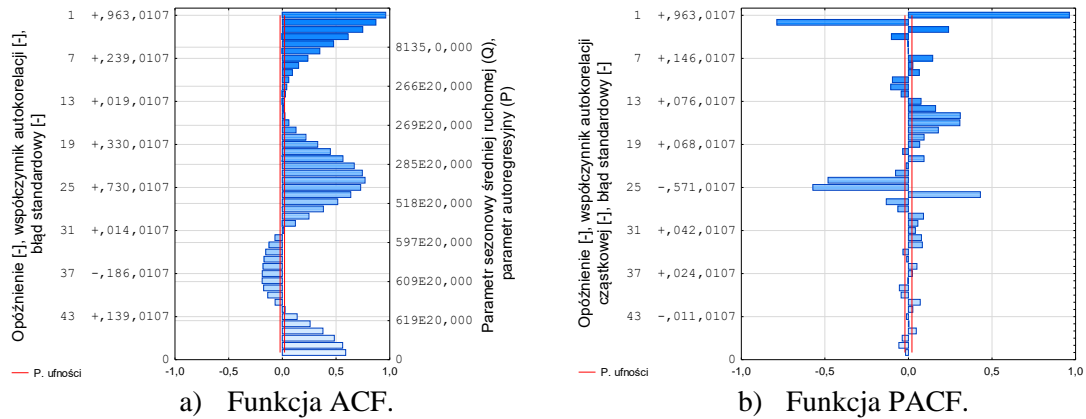 Opóźnienie [-], współczynnik autokorelacji [-],
błąd standardowy [-]
1 +,963,0107
7 +,239,0107
13 +,019,0107
19 +,330,0107
25 +,730,0107
31 +,014,0107
37 -,186,0107
43 +,139,0107
0
8135,0,000
266E20,000
269E20,000
285E20,000
518E20,000
597E20,000
609E20,000
619E20,000
0
-1,0 -0,5 0,0 0,5 1,0
Parametr sezonowy średniej ruchomej (Q),
parametr autoregresyjny (P)
P. ufności
a) Funkcja ACF.
Opóźnienie [-], współczynnik autokorelacji
cząstkowej [-], błąd standardowy [-]
1 +,963,0107
7 +,146,0107
13 +,076,0107
19 +,068,0107
25 -,571,0107
31 +,042,0107
37 +,024,0107
43 -,011,0107
0
-1,0 -0,5 0,0 0,5 1,0
P. ufności
b) Funkcja PACF.